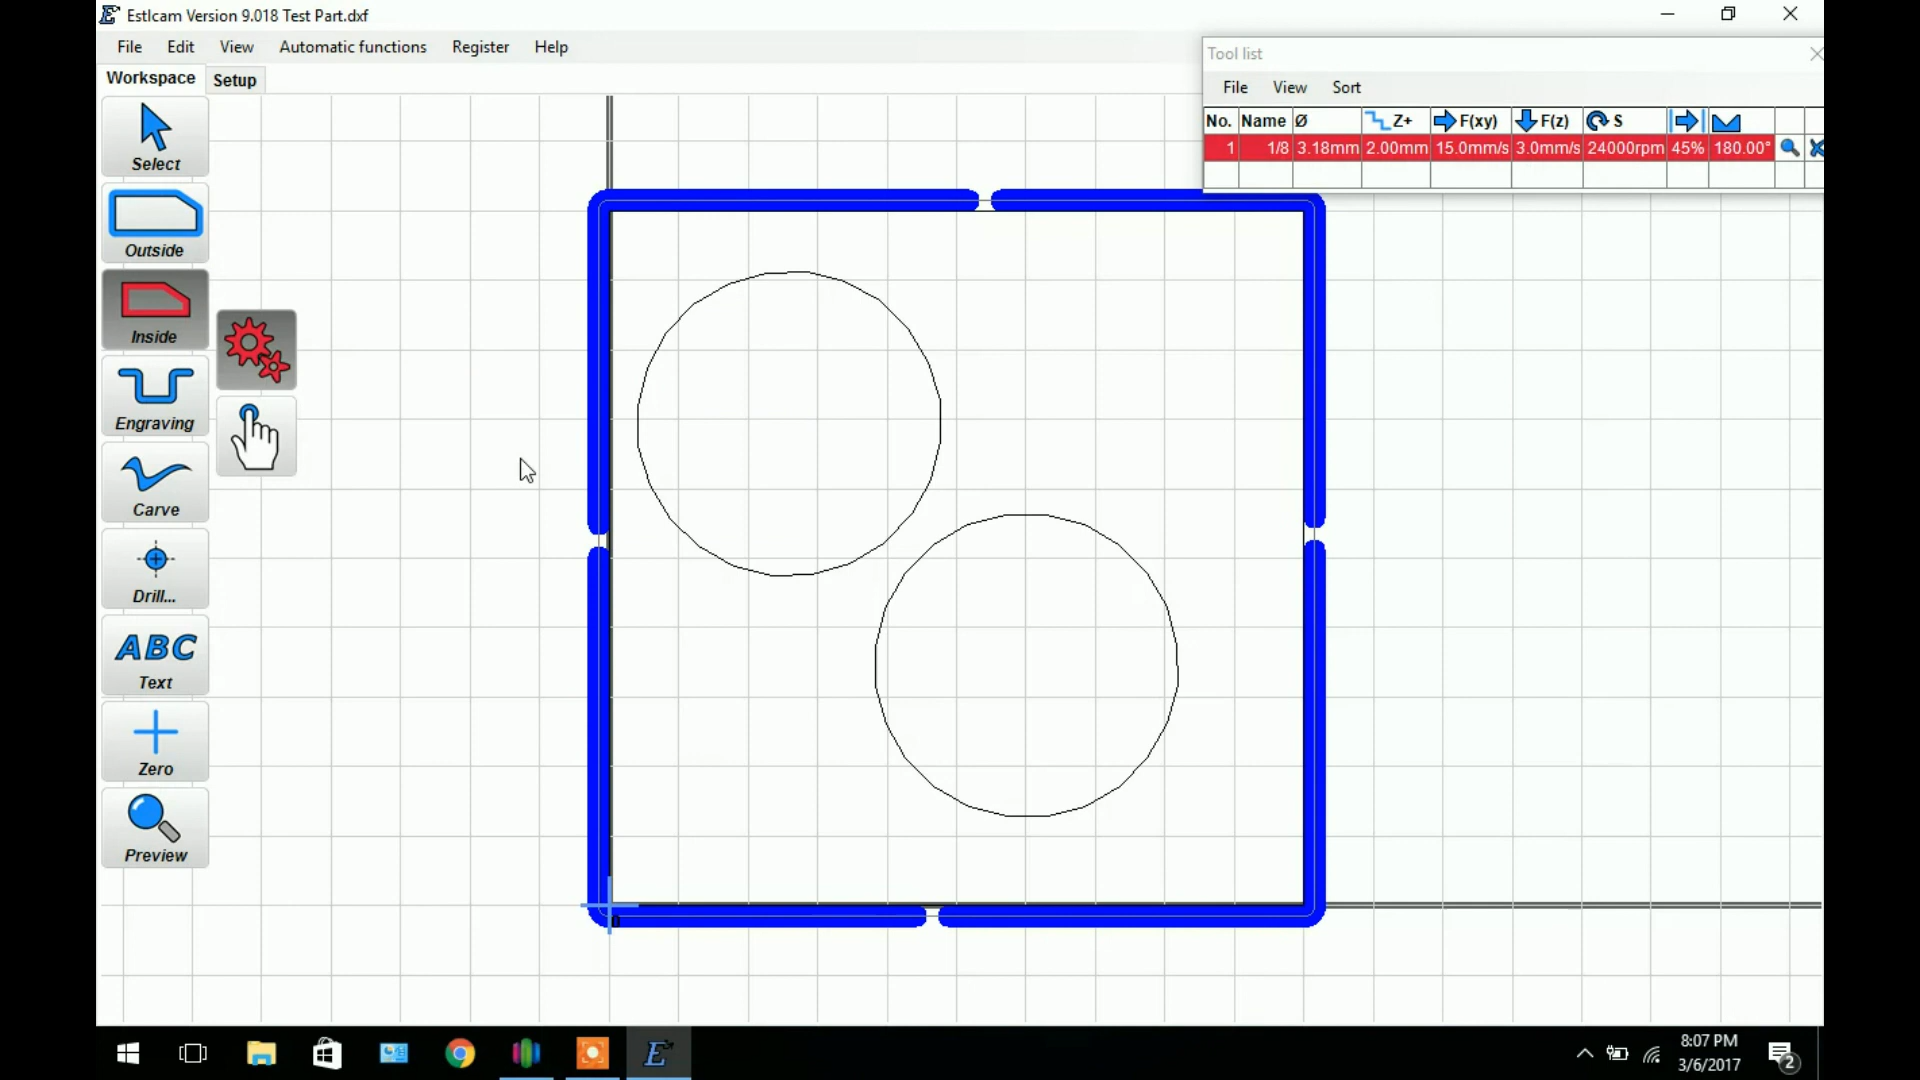 Estlcam Version 9.018 Test Part.dxf
File Edit View Automatic functions Register Help
Workspace Setup
Select
Outside
Inside
Engraving
Carve
Drill...
ABC
Text
Zero
Preview
Tool list
File View Sort
No. Name Ø Z+ F(xy) F(z) S
1 1/8 3.18mm 2.00mm 15.0mm/s 3.0mm/s 24000rpm 45% 180.00°
0
8:07 PM
3/6/2017
2